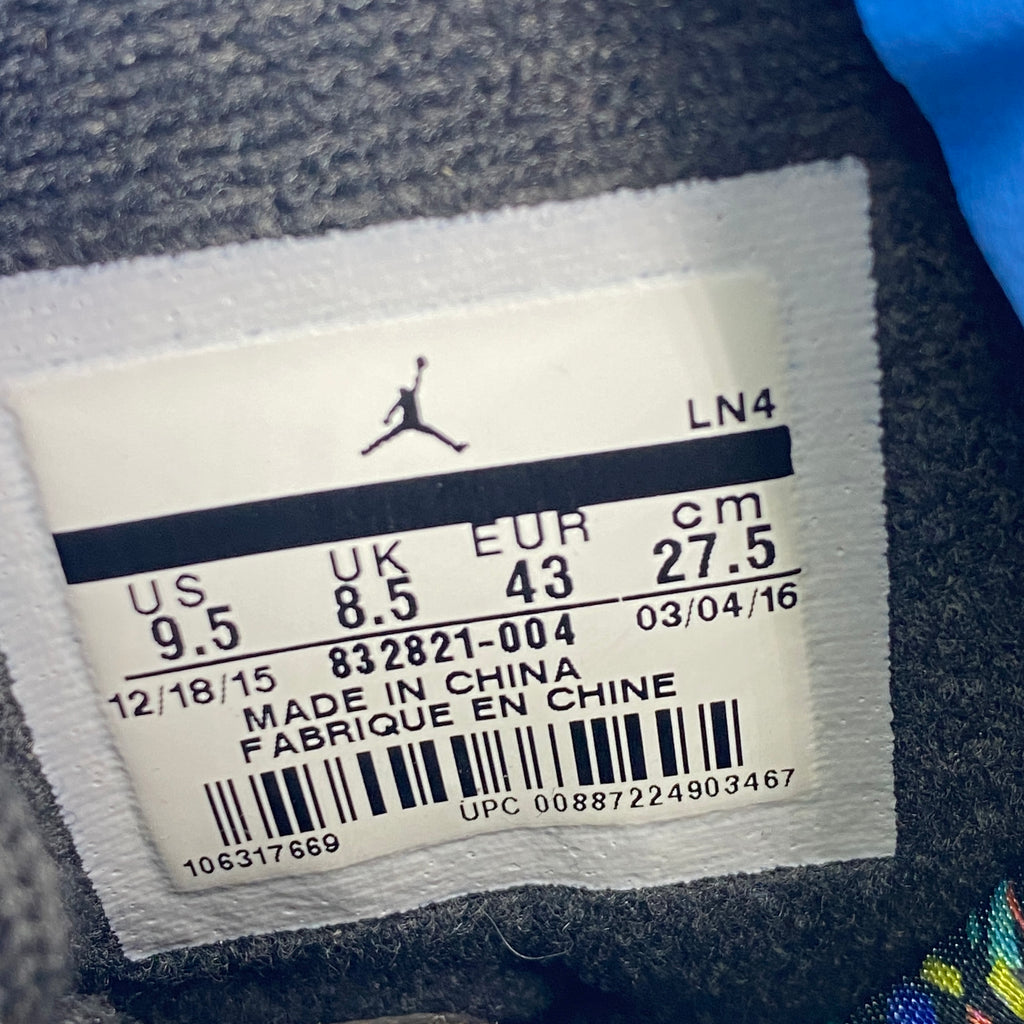 LN4
US UK EUR cm
9.5 8.5 43 27.5
12/18/15 832821-004 03/04/16
MADE IN CHINA
FABRIQUE EN CHINE
106317669 UPC 00887224903467